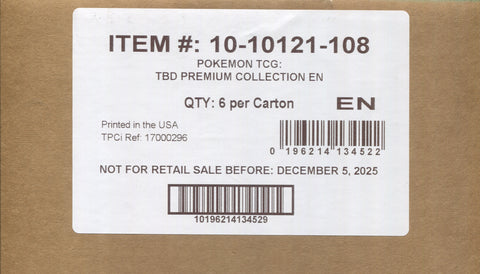 ITEM #: 10-10121-108
POKEMON TCG:
TBD PREMIUM COLLECTION EN
QTY: 6 per Carton EN
Printed in the USA
TPCi Ref: 17000296
0 196214 134522
NOT FOR RETAIL SALE BEFORE: DECEMBER 5, 2025
10196214134529